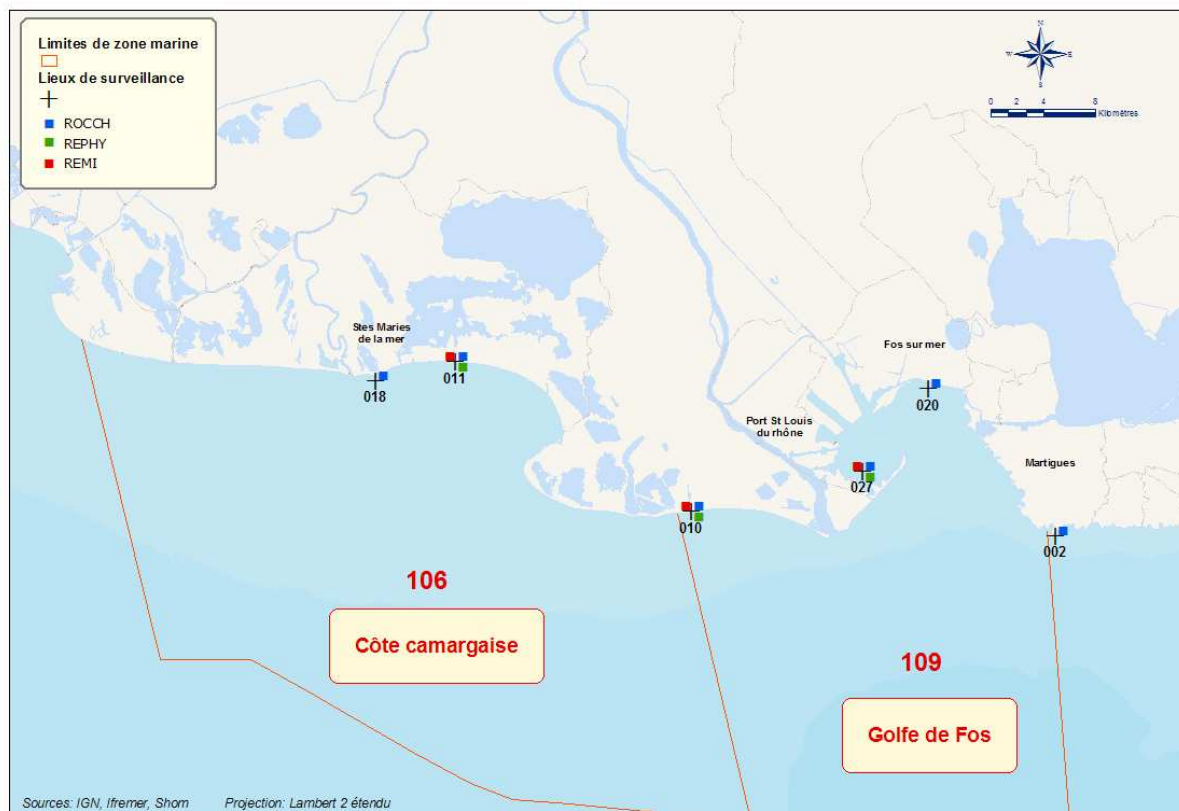 Limites de zone marine
Lieux de surveillance
ROCCH
REPHY
REMI
N
W E
S
0 2 4 8
Kilomètres
Stes Maries
de la mer
011
018
Fos sur mer
020
Port St Louis
du rhône
027
Martigues
010
002
106
Côte camargaise
109
Golfe de Fos
Sources: IGN, Ifremer, Shom Projection: Lambert 2 étendu